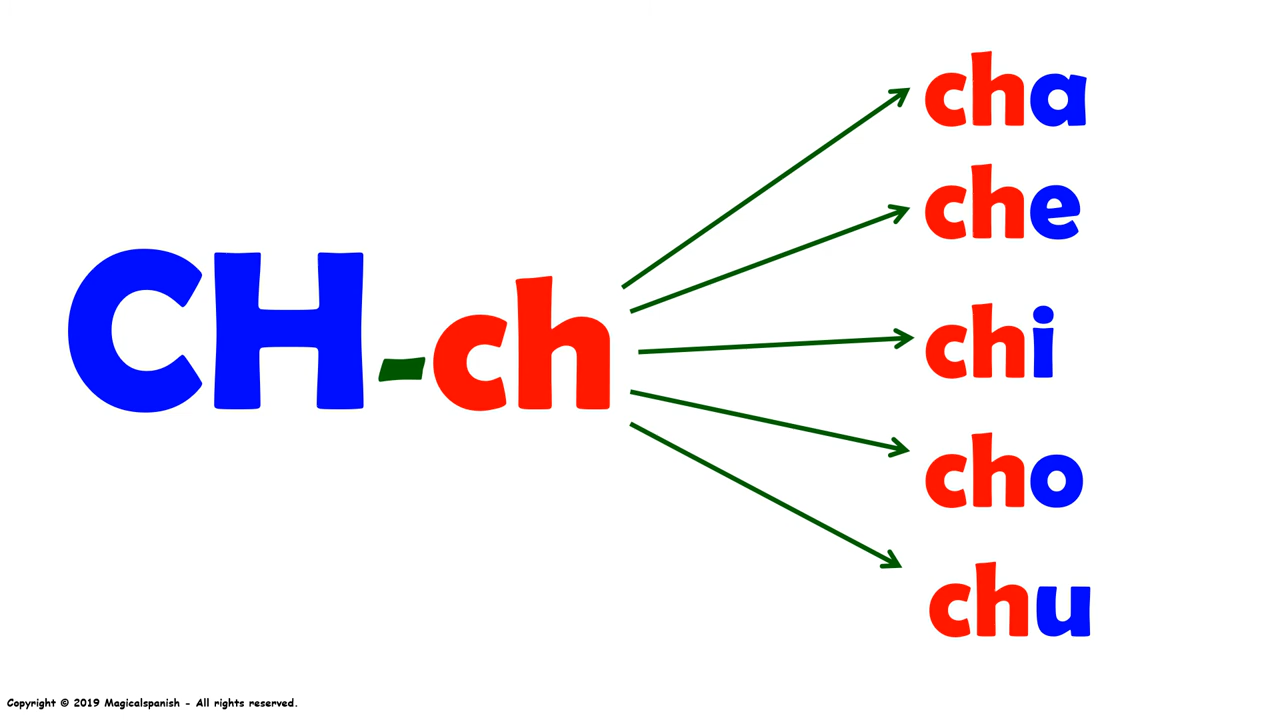 CH-ch
cha
che
chi
cho
chu
Copyright © 2019 Magicalspanish - All rights reserved.